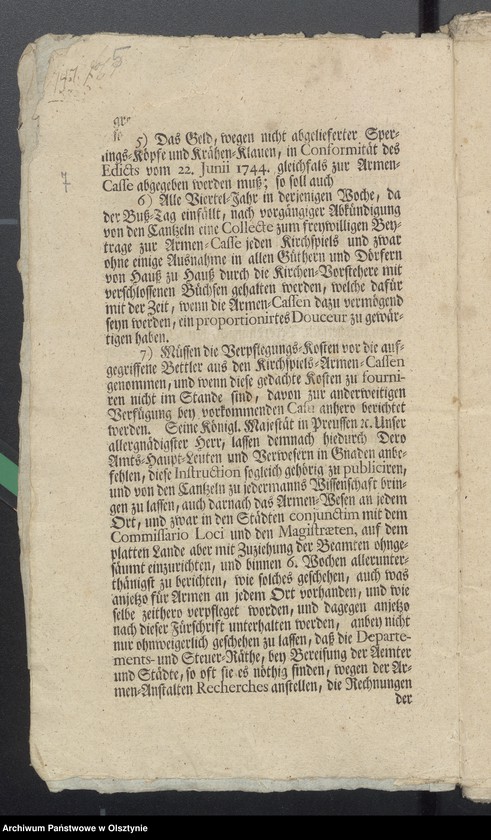 5) Das Geld, wegen nicht abgelieferter Sper-
lings-Köpfe und Krähen-Klauen, in Conformität des
Edicts vom 22. Junii 1744. gleichfals zur Armen-
Casse abgegeben werden muß; so soll auch
6) Alle Viertel-Jahr in derjenigen Woche, da
der Buß-Tag einfällt, nach vorgängiger Abkündigung
von den Cantzeln eine Collecte zum freywilligen Bey-
trage zur Armen-Casse jeden Kirchspiels und zwar
ohne einige Ausnahme in allen Güthern und Dörfern
von Hauß zu Hauß durch die Kirchen-Vorstehere mit
verschlossenen Büchsen gehalten werden, welche dafür
mit der Zeit, wenn die Armen-Cassen dazu vermögend
seyn werden, ein proportionirtes Douceur zu gewär-
tigen haben.
7) Müssen die Verpflegungs-Kosten vor die auf-
gegriffene Bettler aus den Kirchspiels-Armen-Cassen
genommen, und wenn diese gedachte Kosten zu fourni-
ren nicht im Stande sind, davon zur anderweitigen
Verfügung bey vorkommenden Casu anhero berichtet
werden. Seine Königl. Majestät in Preussen ꝛc. Unser
allergnädigster Herr, lassen demnach hiedurch Dero
Amts-Haupt-Leuten und Verwesern in Gnaden anbe-
fehlen, diese Instruction sogleich gehörig zu publiciren,
und von den Cantzeln zu jedermanns Wissenschaft brin-
gen zu lassen, auch darnach das Armen-Wesen an jedem
Ort, und zwar in den Städten conjunctim mit dem
Commissario Loci und den Magistræten, auf dem
platten Lande aber mit Zuziehung der Beamten ohnge-
säumt einzurichten, und binnen 6. Wochen allerunter-
thänigst zu berichten, wie solches geschehen, auch was
anjetzo für Armen an jedem Ort vorhanden, und wie
selbe zeithero verpfleget worden, und dagegen anjetzo
nach dieser Fürschrift unterhalten werden, anbey nicht
nur ohnweigerlich geschehen zu lassen, daß die Departe-
ments- und Steuer-Räthe, bey Bereisung der Aemter
und Städte, so oft sie es nöthig finden, wegen der Ar-
men-Anstalten Recherches anstellen, die Rechnungen
der
Archiwum Państwowe w Olsztynie